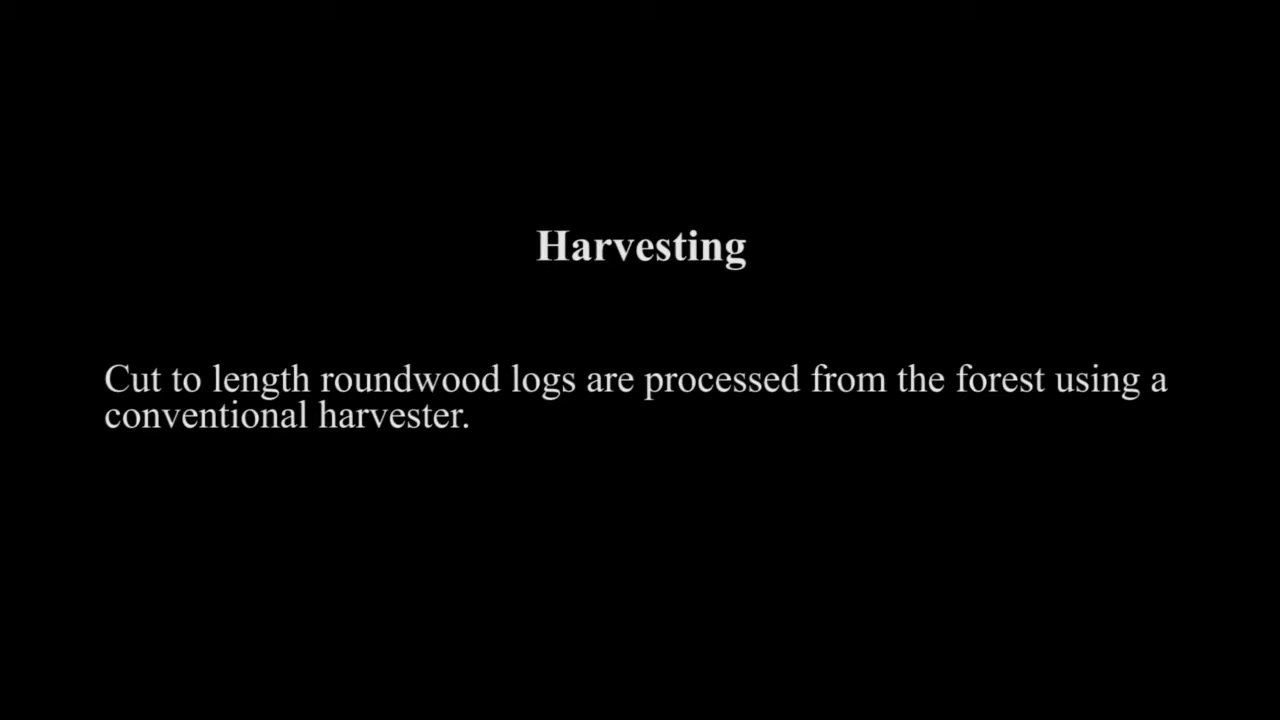 Harvesting
Cut to length roundwood logs are processed from the forest using a
conventional harvester.